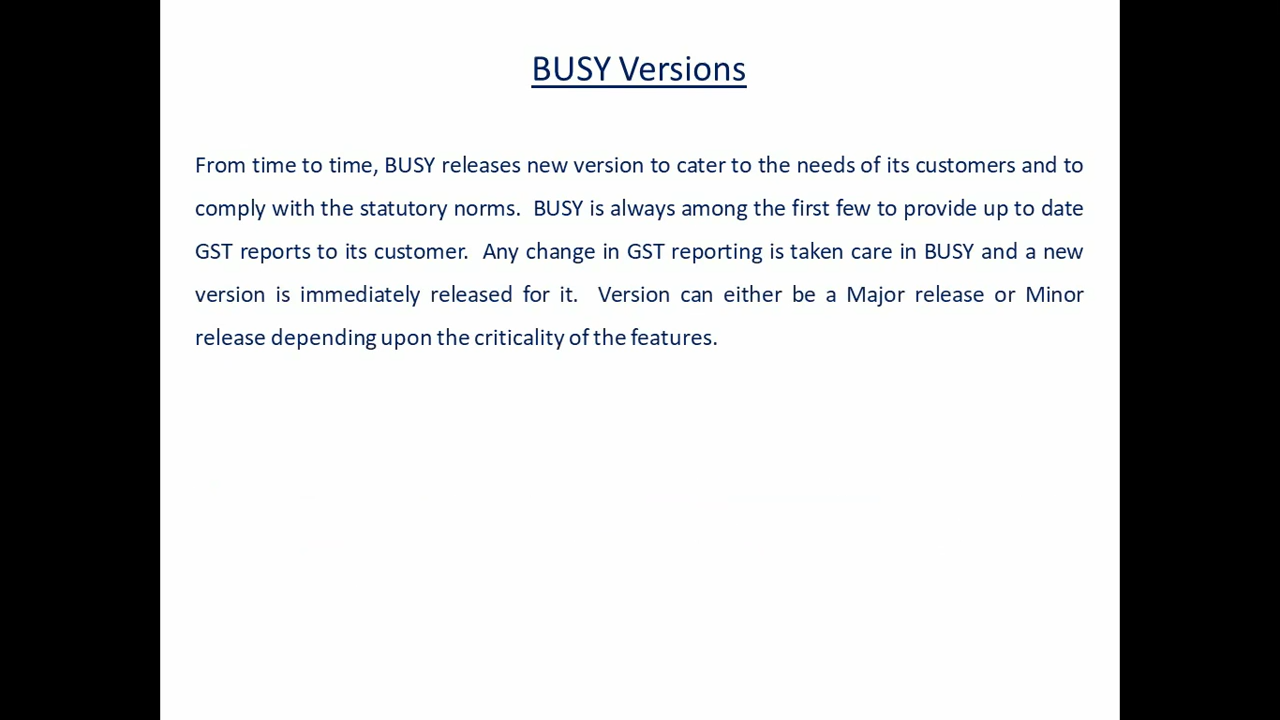 BUSY Versions
From time to time, BUSY releases new version to cater to the needs of its customers and to
comply with the statutory norms.  BUSY is always among the first few to provide up to date
GST reports to its customer.  Any change in GST reporting is taken care in BUSY and a new
version is immediately released for it.  Version can either be a Major release or Minor
release depending upon the criticality of the features.